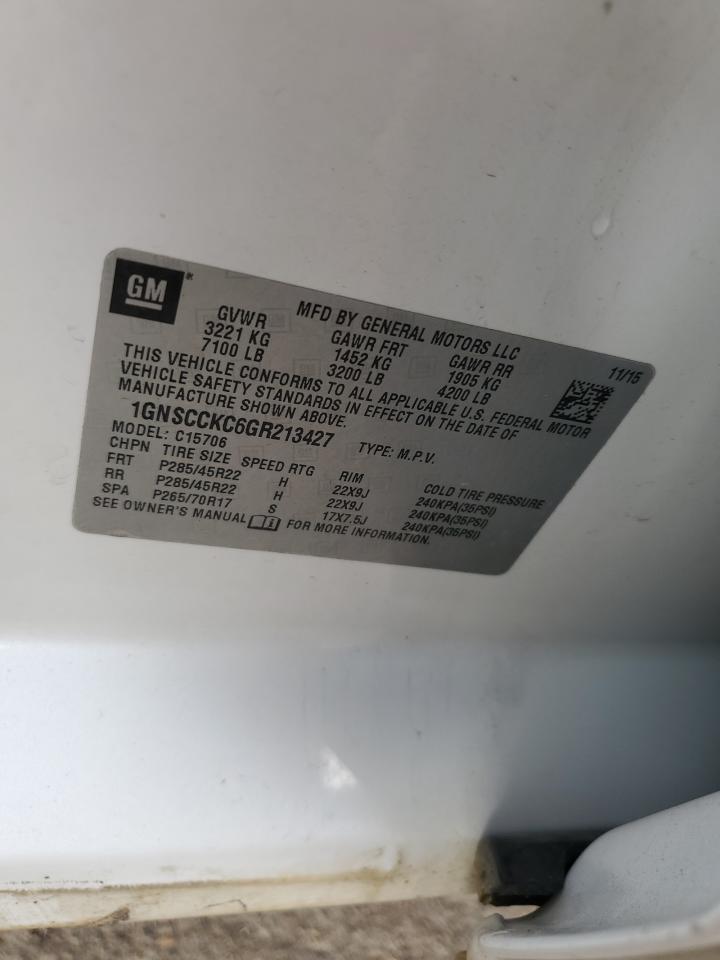 GM
MFD BY GENERAL MOTORS LLC 11/15
GVWR GAWR FRT GAWR RR
3221 KG 1452 KG 1905 KG
7100 LB 3200 LB 4200 LB
THIS VEHICLE CONFORMS TO ALL APPLICABLE U.S. FEDERAL MOTOR
VEHICLE SAFETY STANDARDS IN EFFECT ON THE DATE OF
MANUFACTURE SHOWN ABOVE.
1GNSCCKC6GR213427 TYPE: M.P.V.
MODEL: C15706
CHPN TIRE SIZE SPEED RTG RIM COLD TIRE PRESSURE
FRT P285/45R22 H 22X9J 240KPA(35PSI)
RR P285/45R22 H 22X9J 240KPA(35PSI)
SPA P265/70R17 S 17X7.5J 240KPA(35PSI)
SEE OWNER'S MANUAL FOR MORE INFORMATION.